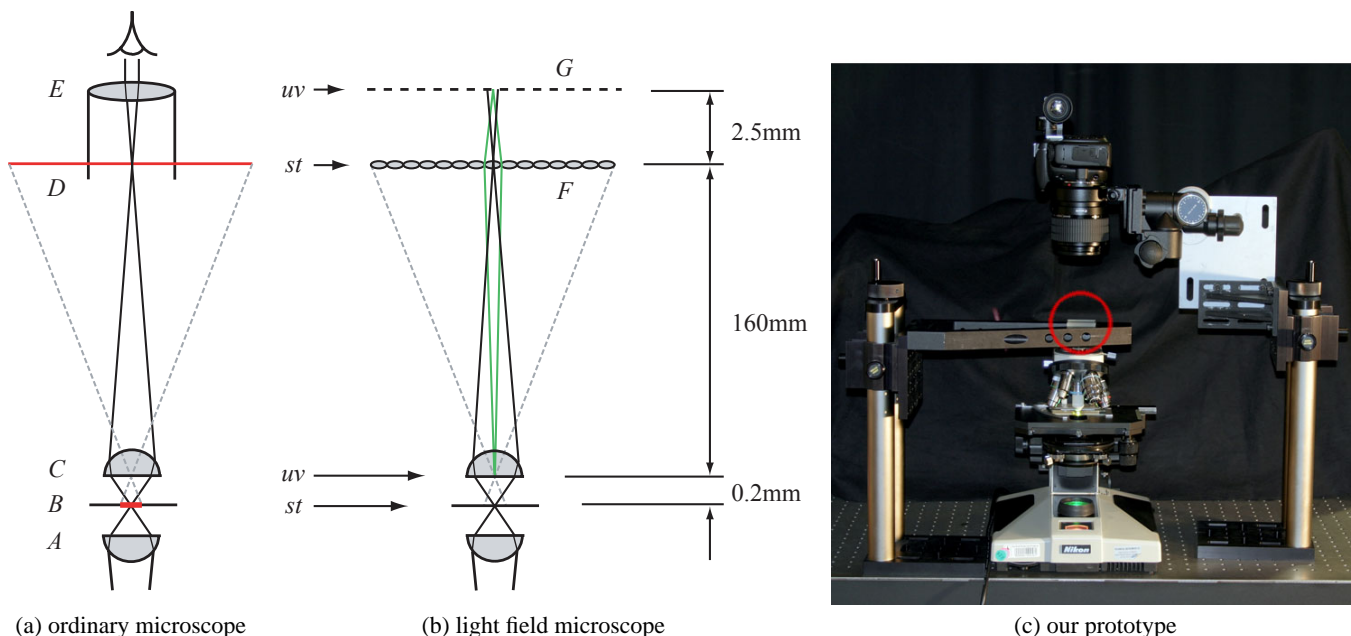 E
D
C
B
A
(a) ordinary microscope
uv
G
st
F
uv
st
2.5mm
160mm
0.2mm
(b) light field microscope
Nikon
(c) our prototype